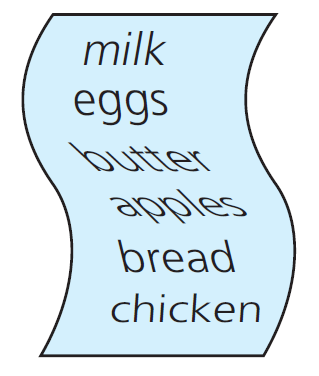 milk
eggs
butter
apples
bread
chicken